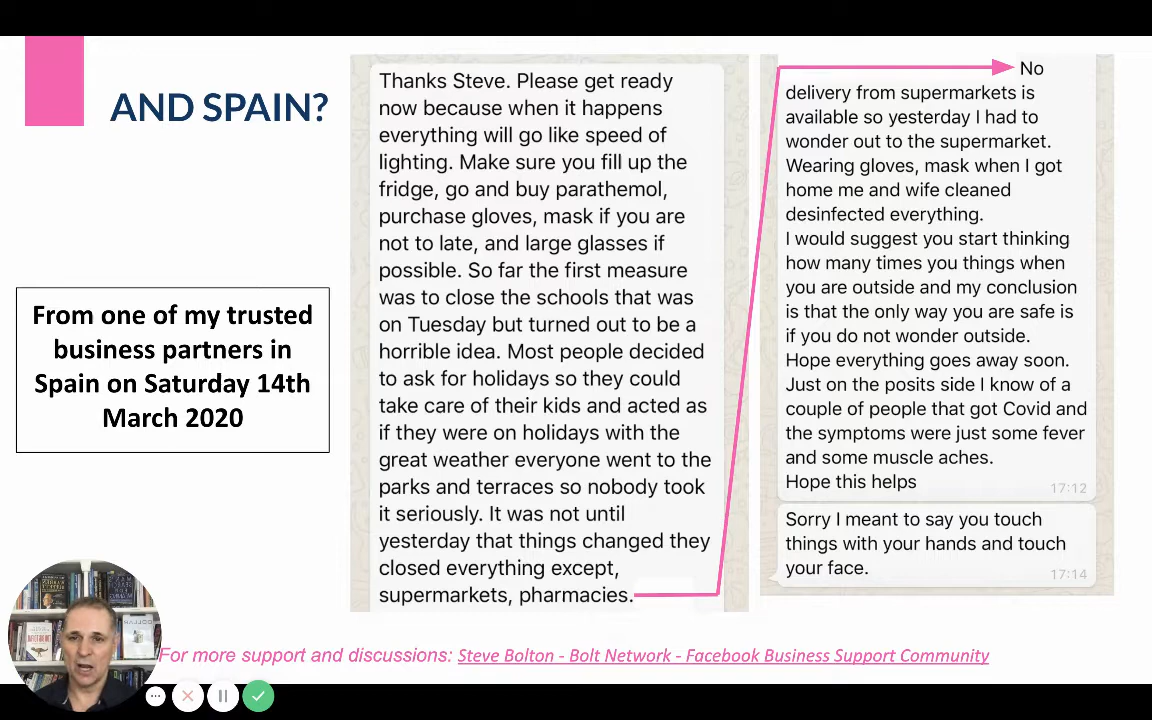 AND SPAIN?
From one of my trusted
business partners in
Spain on Saturday 14th
March 2020
Thanks Steve. Please get ready
now because when it happens
everything will go like speed of
lighting. Make sure you fill up the
fridge, go and buy parathemol,
purchase gloves, mask if you are
not to late, and large glasses if
possible. So far the first measure
was to close the schools that was
on Tuesday but turned out to be a
horrible idea. Most people decided
to ask for holidays so they could
take care of their kids and acted as
if they were on holidays with the
great weather everyone went to the
parks and terraces so nobody took
it seriously. It was not until
yesterday that things changed they
closed everything except,
supermarkets, pharmacies.
No
delivery from supermarkets is
available so yesterday I had to
wonder out to the supermarket.
Wearing gloves, mask when I got
home me and wife cleaned
desinfected everything.
I would suggest you start thinking
how many times you things when
you are outside and my conclusion
is that the only way you are safe is
if you do not wonder outside.
Hope everything goes away soon.
Just on the posits side I know of a
couple of people that got Covid and
the symptoms were just some fever
and some muscle aches.
Hope this helps
17:12
Sorry I meant to say you touch
things with your hands and touch
your face.
17:14
For more support and discussions: Steve Bolton - Bolt Network - Facebook Business Support Community